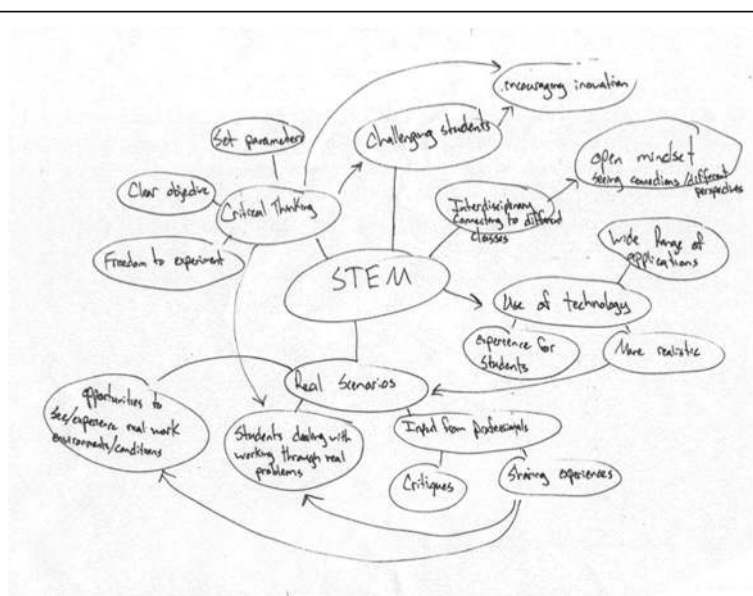 encouraging inovation
Challenging students
Set parameters
open mindset
seeing connections/different
perspectives
Clear objective
Critical Thinking
Interdisciplinary
connecting to different
classes
Freedom to experiment
Wide Range of
applications
STEM
Use of technology
Experience for
Students
More realistic
Real Scenarios
opportunities to
see/experience real work
environments/conditions
Students dealing with
working through real
problems
Input from professionals
Critiques
Sharing experiences